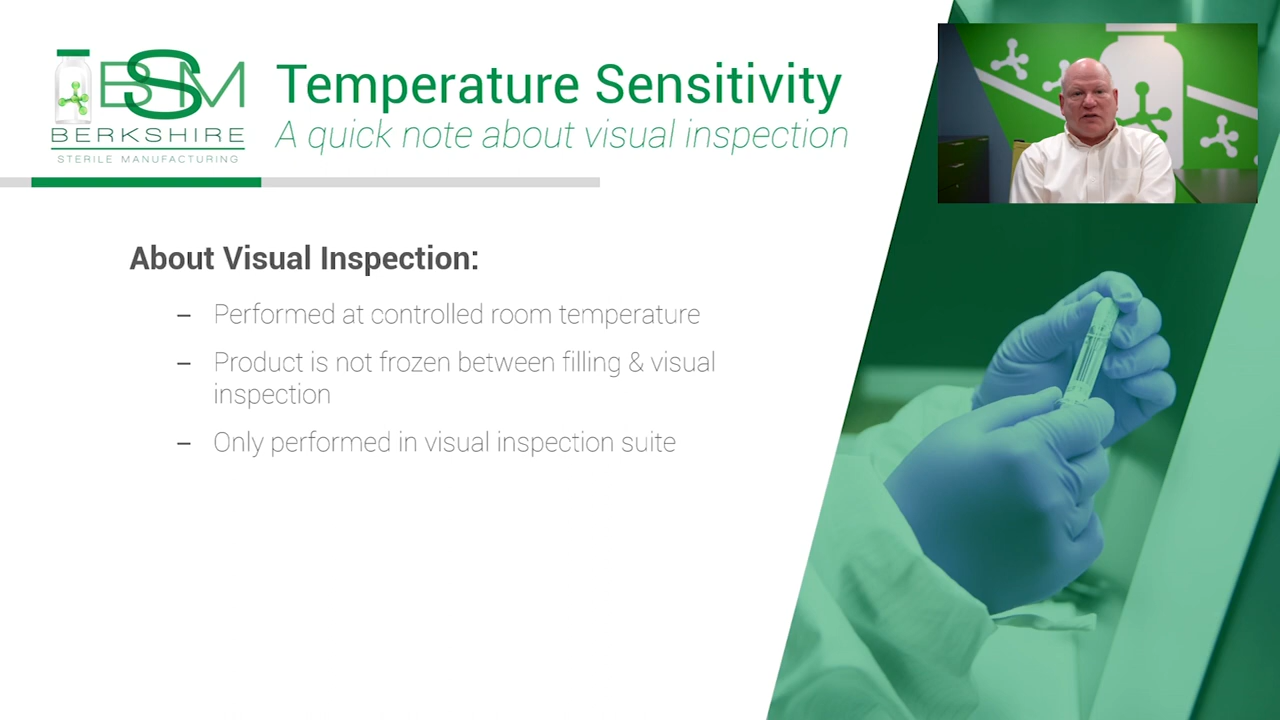 BSM
BERKSHIRE
STERILE MANUFACTURING
Temperature Sensitivity
A quick note about visual inspection
About Visual Inspection:
– Performed at controlled room temperature
– Product is not frozen between filling & visual
inspection
– Only performed in visual inspection suite